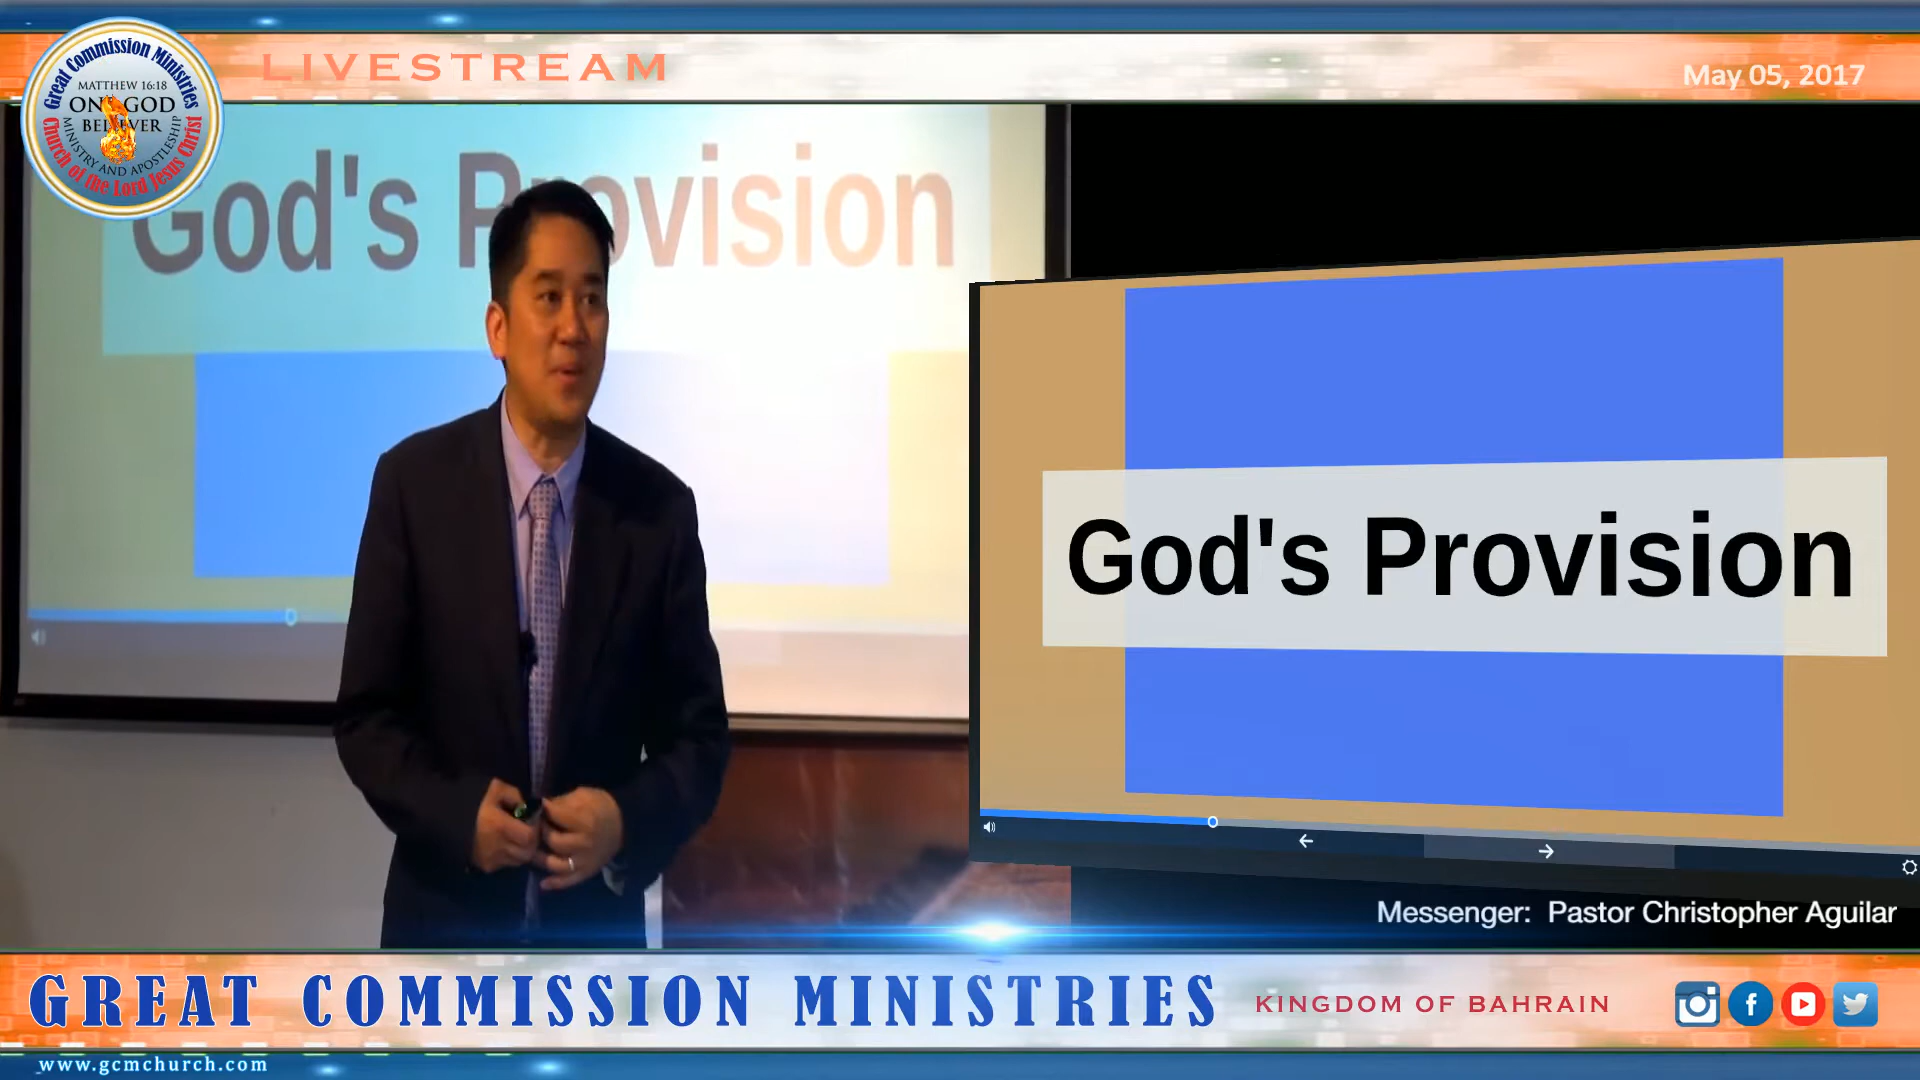 Great Commission Ministries
MATTHEW 16:18
ONE GOD
BELIEVER
MINISTRY AND APOSTLESHIP
Church of the Lord Jesus Christ
LIVESTREAM
May 05, 2017
God's Provision
God's Provision
Messenger: Pastor Christopher Aguilar
GREAT COMMISSION MINISTRIES
KINGDOM OF BAHRAIN
www.gcmchurch.com